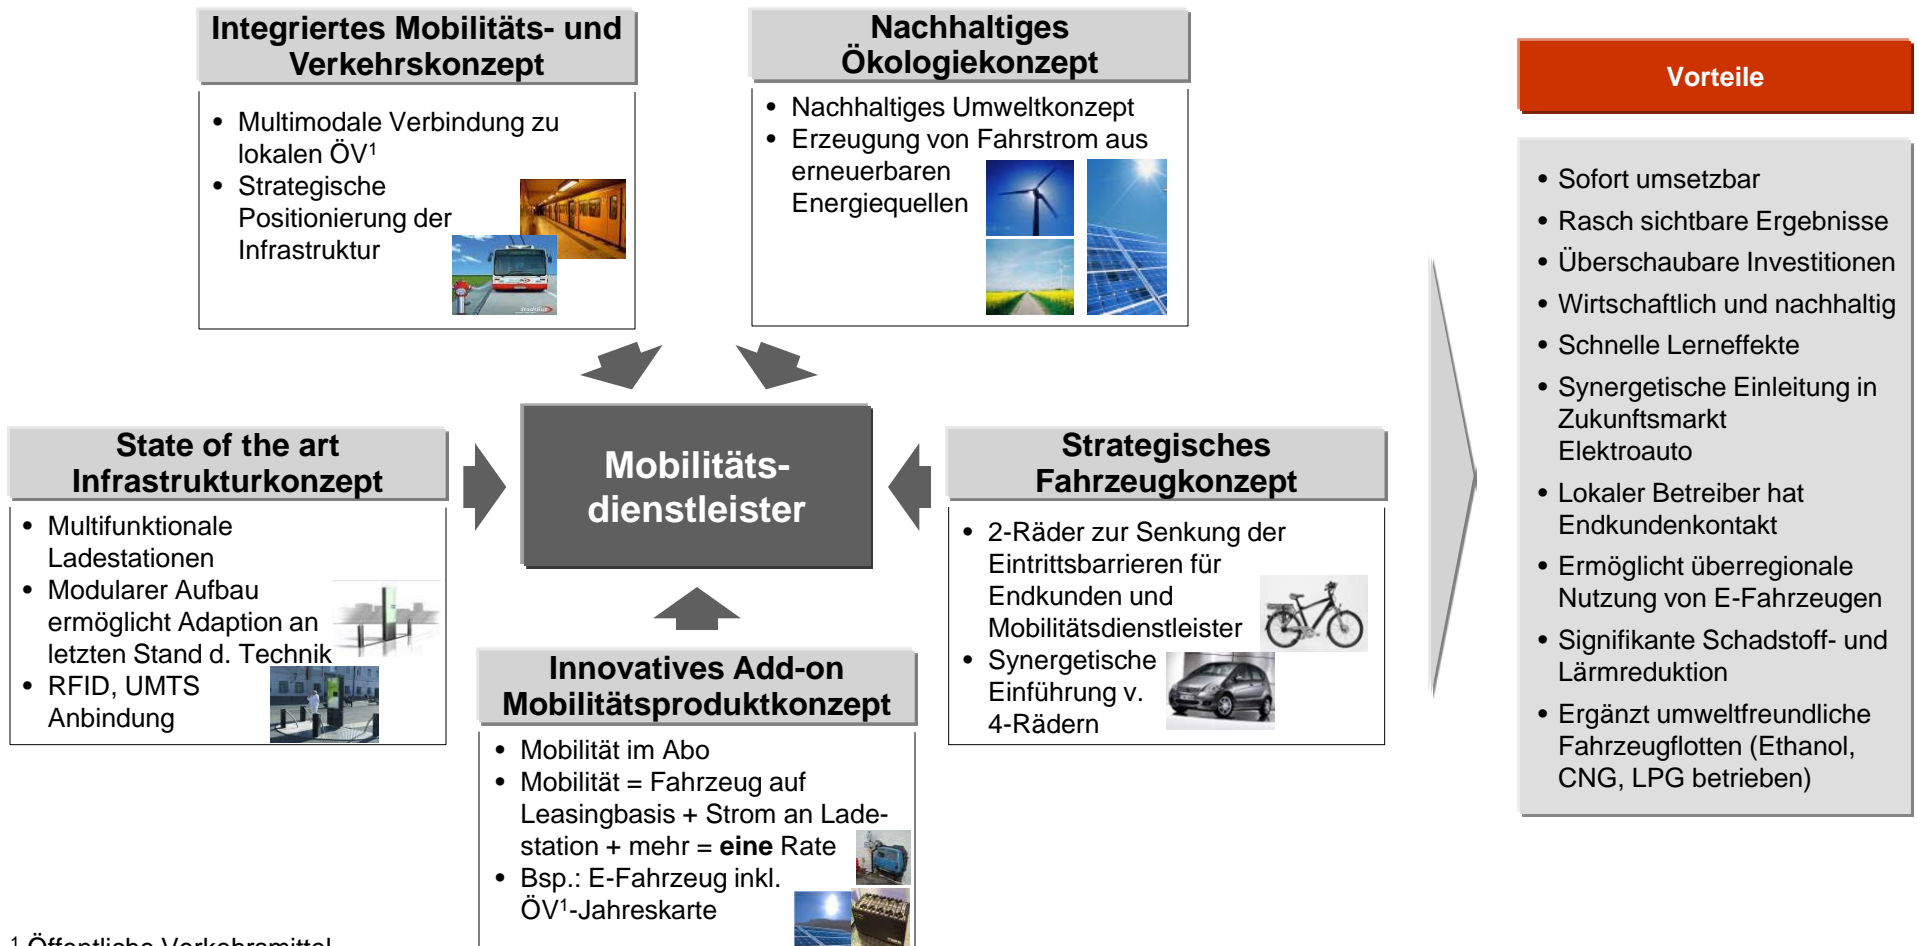 Integriertes Mobilitäts- und
Verkehrskonzept
• Multimodale Verbindung zu
lokalen ÖV¹
• Strategische
Positionierung der
Infrastruktur
Nachhaltiges
Ökologiekonzept
• Nachhaltiges Umweltkonzept
• Erzeugung von Fahrstrom aus
erneuerbaren
Energiequellen
State of the art
Infrastrukturkonzept
• Multifunktionale
Ladestationen
• Modularer Aufbau
ermöglicht Adaption an
letzten Stand d. Technik
• RFID, UMTS
Anbindung
Mobilitäts-
dienstleister
Strategisches
Fahrzeugkonzept
• 2-Räder zur Senkung der
Eintrittsbarrieren für
Endkunden und
Mobilitätsdienstleister
• Synergetische
Einführung v.
4-Rädern
Innovatives Add-on
Mobilitätsproduktkonzept
• Mobilität im Abo
• Mobilität = Fahrzeug auf
Leasingbasis + Strom an Lade-
station + mehr = eine Rate
• Bsp.: E-Fahrzeug inkl.
ÖV¹-Jahreskarte
Vorteile
• Sofort umsetzbar
• Rasch sichtbare Ergebnisse
• Überschaubare Investitionen
• Wirtschaftlich und nachhaltig
• Schnelle Lerneffekte
• Synergetische Einleitung in
Zukunftsmarkt
Elektroauto
• Lokaler Betreiber hat
Endkundenkontakt
• Ermöglicht überregionale
Nutzung von E-Fahrzeugen
• Signifikante Schadstoff- und
Lärmreduktion
• Ergänzt umweltfreundliche
Fahrzeugflotten (Ethanol,
CNG, LPG betrieben)
¹ Öffentliche Verkehrsmittel